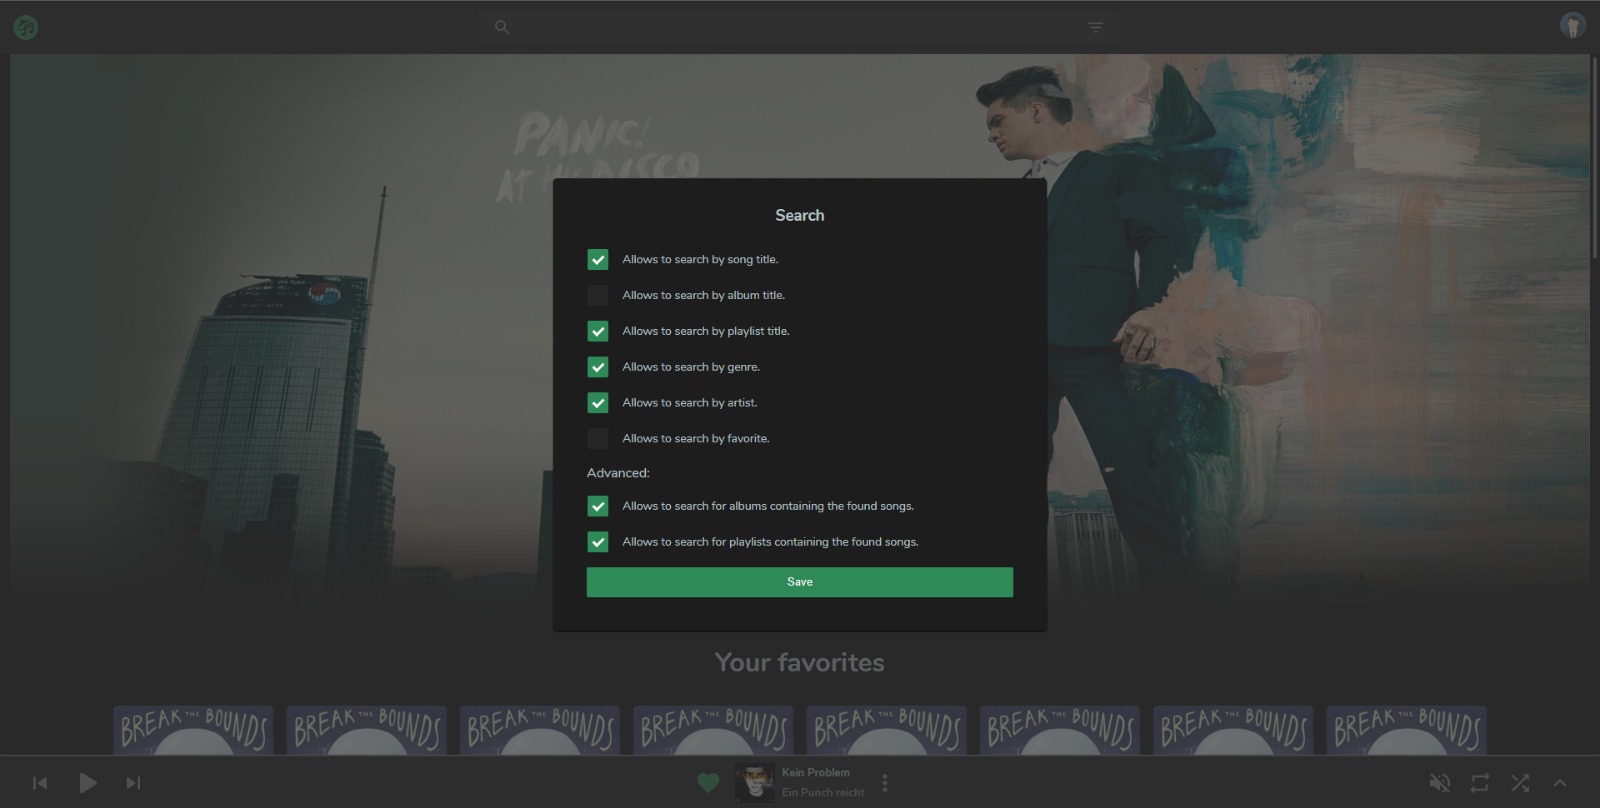 PANIC!
AT THE DISCO
Search
Allows to search by song title.
Allows to search by album title.
Allows to search by playlist title.
Allows to search by genre.
Allows to search by artist.
Allows to search by favorite.
Advanced:
Allows to search for albums containing the found songs.
Allows to search for playlists containing the found songs.
Save
Your favorites
BREAK THE BOUNDS BREAK THE BOUNDS BREAK THE BOUNDS BREAK THE BOUNDS BREAK THE BOUNDS BREAK THE BOUNDS BREAK THE BOUNDS BREAK THE BOUNDS
Kein Problem
Ein Punch reicht